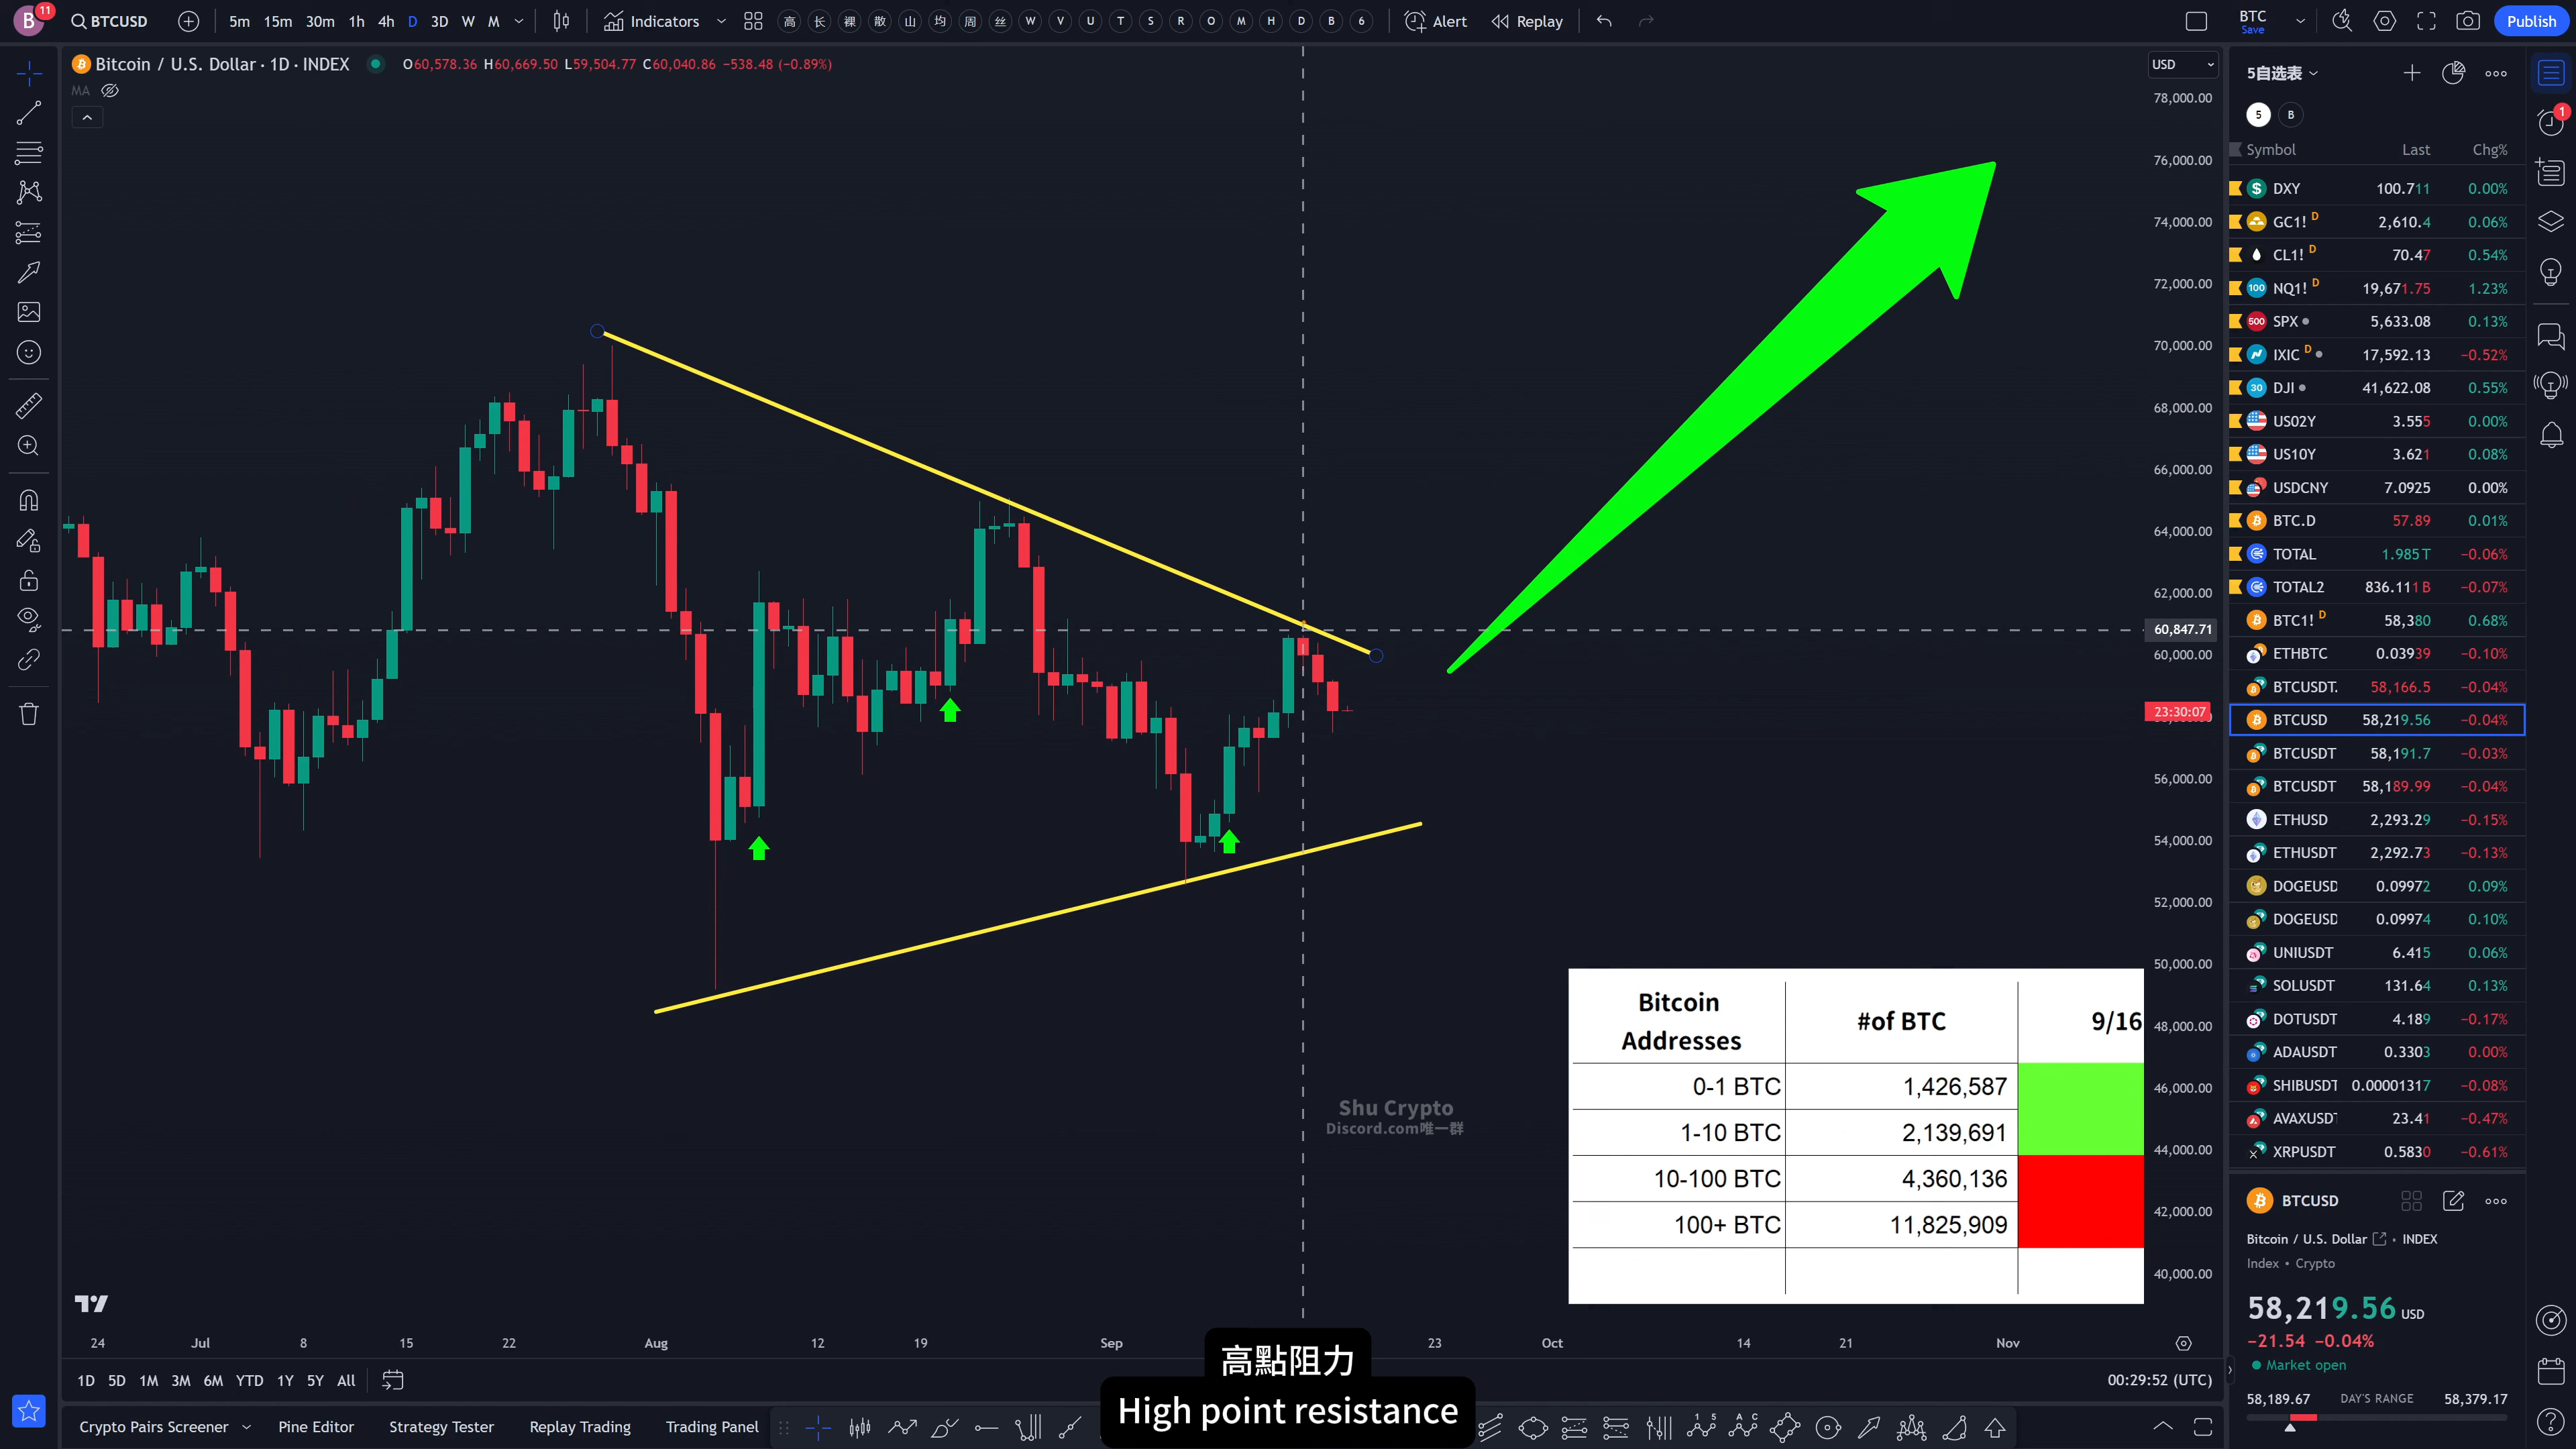 B 11 BTCUSD 5m 15m 30m 1h 4h D 3D W M Indicators 高 长 裸 散 山 均 周 丝 W V U T S R O M H D B 6 Alert Replay BTC Save Publish
Bitcoin / U.S. Dollar · 1D · INDEX O60,578.36 H60,669.50 L59,504.77 C60,040.86 −538.48 (−0.89%)
MA
USD
78,000.00
76,000.00
74,000.00
72,000.00
70,000.00
68,000.00
66,000.00
64,000.00
62,000.00
60,847.71
60,000.00
23:30:07
56,000.00
54,000.00
52,000.00
50,000.00
48,000.00
46,000.00
44,000.00
42,000.00
40,000.00
Bitcoin Addresses #of BTC 9/16
0-1 BTC 1,426,587
1-10 BTC 2,139,691
10-100 BTC 4,360,136
100+ BTC 11,825,909
Shu Crypto
Discord.com唯一群
24 Jul 8 15 22 Aug 12 19 Sep 23 Oct 14 21 Nov
高點阻力
High point resistance
1D 5D 1M 3M 6M YTD 1Y 5Y All 00:29:52 (UTC)
Crypto Pairs Screener Pine Editor Strategy Tester Replay Trading Trading Panel
5自选表
5 B
1
Symbol Last Chg%
DXY 100.711 0.00%
GC1! D 2,610.4 0.06%
CL1! D 70.47 0.54%
NQ1! D 19,671.75 1.23%
SPX 5,633.08 0.13%
IXIC D 17,592.13 −0.52%
DJI 41,622.08 0.55%
US02Y 3.555 0.00%
US10Y 3.621 0.08%
USDCNY 7.0925 0.00%
BTC.D 57.89 0.01%
TOTAL 1.985 T −0.06%
TOTAL2 836.111 B −0.07%
BTC1! D 58,380 0.68%
ETHBTC 0.03939 −0.10%
BTCUSDT. 58,166.5 −0.04%
BTCUSD 58,219.56 −0.04%
BTCUSDT 58,191.7 −0.03%
BTCUSDT 58,189.99 −0.04%
ETHUSD 2,293.29 −0.15%
ETHUSDT 2,292.73 −0.13%
DOGEUSD 0.09972 0.09%
DOGEUSD 0.09974 0.10%
UNIUSDT 6.415 0.06%
SOLUSDT 131.64 0.13%
DOTUSDT 4.189 −0.17%
ADAUSDT 0.3303 0.00%
SHIBUSDT 0.00001317 −0.08%
AVAXUSDT 23.41 −0.47%
XRPUSDT 0.5830 −0.61%
BTCUSD
Bitcoin / U.S. Dollar • INDEX
Index • Crypto
58,219.56 USD
−21.54 −0.04%
Market open
58,189.67 DAY'S RANGE 58,379.17